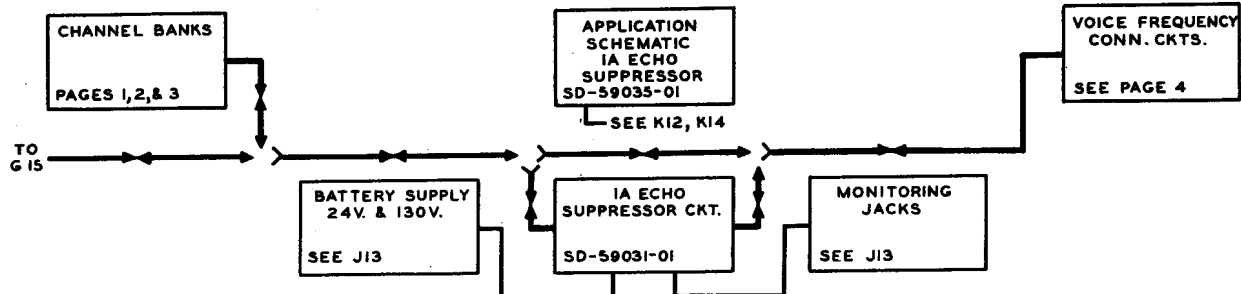 CHANNEL BANKS
PAGES 1,2,& 3
APPLICATION
SCHEMATIC
1A ECHO
SUPPRESSOR
SD-59035-01
SEE K12, K14
VOICE FREQUENCY
CONN. CKTS.
SEE PAGE 4
TO
G 15
BATTERY SUPPLY
24V. & 130V.
SEE J13
1A ECHO
SUPPRESSOR CKT.
SD-59031-01
MONITORING
JACKS
SEE J13